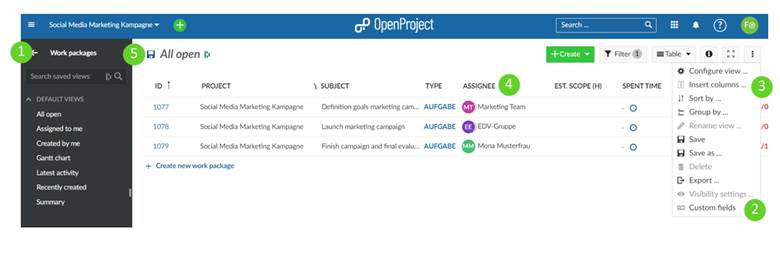 Social Media Marketing Kampagne
OpenProject
Search ...
?
F@
1
Work packages
5
All open
+ Create
Filter 1
Table
Search saved views
DEFAULT VIEWS
All open
Assigned to me
Created by me
Gantt chart
Latest activity
Recently created
Summary
4
ID PROJECT SUBJECT TYPE ASSIGNEE EST. SCOPE (H) SPENT TIME
1077 Social Media Marketing Kampagne Definition goals marketing cam... AUFGABE MT Marketing Team - /0
1078 Social Media Marketing Kampagne Launch marketing campaign AUFGABE EE EDV-Gruppe - /0
1079 Social Media Marketing Kampagne Finish campaign and final evalu... AUFGABE MM Mona Musterfrau - /1
+ Create new work package
Configure view ...
Insert columns ...
3
Sort by ...
Group by ...
Rename view ...
Save
Save as ...
Delete
Export ...
Visibility settings ...
Custom fields
2